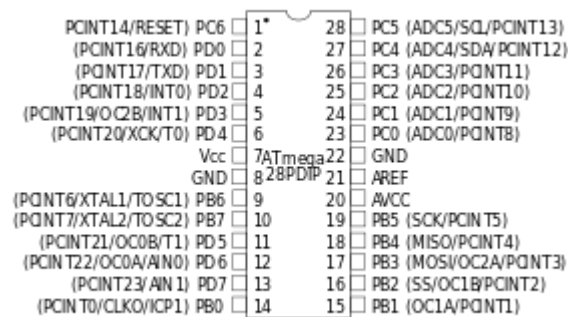 PCINT14/RESET) PC6 1 28 PC5 (ADC5/SCL/PCINT13)
(PCINT16/RXD) PD0 2 27 PC4 (ADC4/SDA/PCINT12)
(PCINT17/TXD) PD1 3 26 PC3 (ADC3/PCINT11)
(PCINT18/INT0) PD2 4 25 PC2 (ADC2/PCINT10)
(PCINT19/OC2B/INT1) PD3 5 24 PC1 (ADC1/PCINT9)
(PCINT20/XCK/T0) PD4 6 23 PC0 (ADC0/PCINT8)
Vcc 7 ATmega 22 GND
GND 8 28PDIP 21 AREF
(PCINT6/XTAL1/TOSC1) PB6 9 20 AVCC
(PCINT7/XTAL2/TOSC2) PB7 10 19 PB5 (SCK/PCINT5)
(PCINT21/OC0B/T1) PD5 11 18 PB4 (MISO/PCINT4)
(PCINT22/OC0A/AIN0) PD6 12 17 PB3 (MOSI/OC2A/PCINT3)
(PCINT23/AIN1) PD7 13 16 PB2 (SS/OC1B/PCINT2)
(PCINT0/CLKO/ICP1) PB0 14 15 PB1 (OC1A/PCINT1)